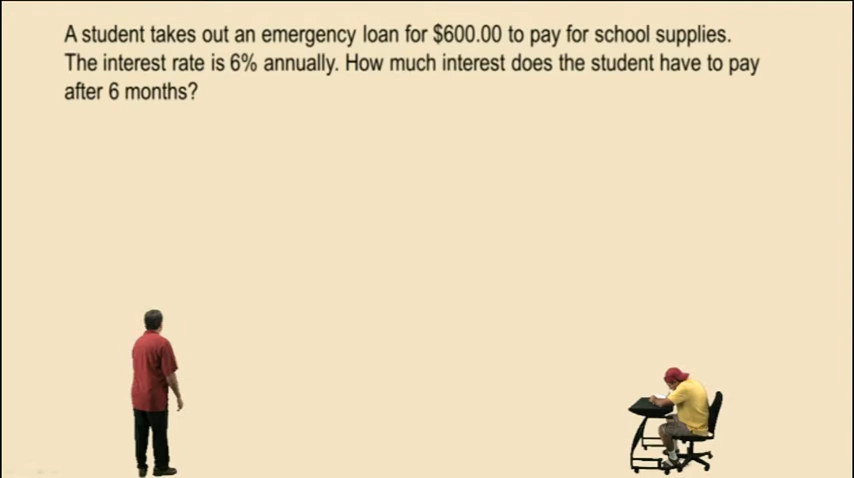 A student takes out an emergency loan for $600.00 to pay for school supplies.
The interest rate is 6% annually. How much interest does the student have to pay
after 6 months?